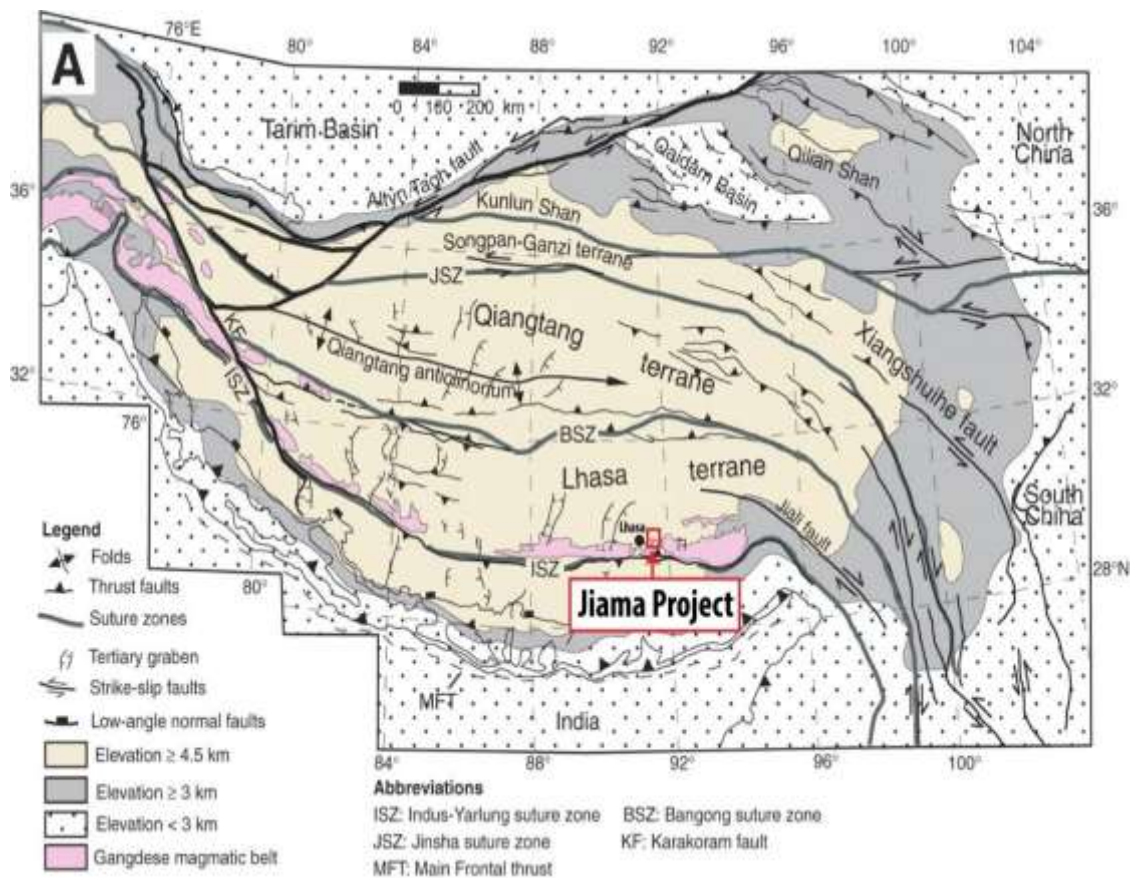 A
76°E
80°
84°
88°
92°
96°
100°
104°
0 100 200 km
Tarim Basin
North
China
Altyn Tagh fault
Qaidam Basin
Qilian Shan
36°
36°
Kunlun Shan
Songpan-Ganzi terrane
JSZ
Qiangtang
terrane
Xiangshuihe fault
KF
Qiangtang anticlinorium
32°
32°
ISZ
76°
BSZ
Lhasa
terrane
South
China
Jiali fault
Lhasa
28°N
ISZ
80°
Jiama Project
MFT
India
84°
88°
92°
96°
100°
Legend
Folds
Thrust faults
Suture zones
Tertiary graben
Strike-slip faults
Low-angle normal faults
Elevation ≥ 4.5 km
Elevation ≥ 3 km
Elevation < 3 km
Gangdese magmatic belt
Abbreviations
ISZ: Indus-Yarlung suture zone BSZ: Bangong suture zone
JSZ: Jinsha suture zone KF: Karakoram fault
MFT: Main Frontal thrust